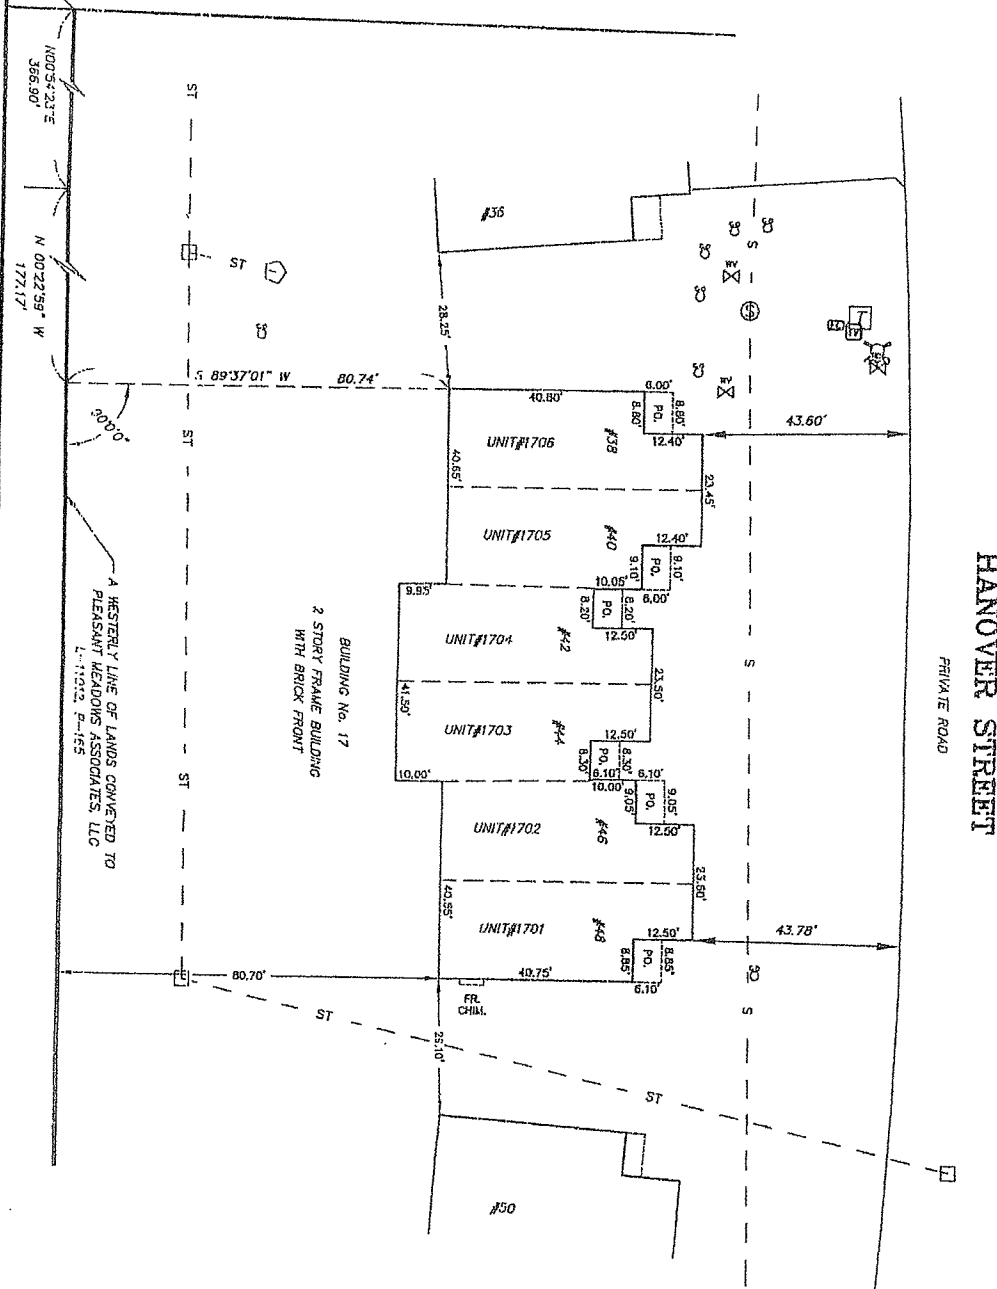 HANOVER STREET
PRIVATE ROAD
N00°54'23"E
366.90'
N 00°22'59" W
177.17'
ST
ST
#36
S
S
WV
28.25'
S 89°37'01" W 80.74'
ST
40.80'
6.00'
8.80'
PO.
8.80'
12.40'
43.60'
UNIT#1706
#38
40.65'
23.45'
UNIT#1705
#40
12.40'
9.10'
PO.
9.10'
6.00'
10.05'
9.95'
8.20'
PO.
8.20'
12.50'
UNIT#1704
#42
S
41.50'
23.50'
UNIT#1703
#44
12.50'
8.30'
PO.
8.30'
6.10'
6.10'
10.00'
10.00'
9.05'
PO.
9.05'
12.50'
ST
UNIT#1702
#46
40.55'
23.60'
UNIT#1701
#48
12.50'
8.85'
PO.
8.85'
6.10'
43.78'
BUILDING No. 17
2 STORY FRAME BUILDING
WITH BRICK FRONT
A WESTERLY LINE OF LANDS CONVEYED TO
PLEASANT MEADOWS ASSOCIATES, LLC
80.70'
40.75'
FR.
CHIM.
CO
S
ST
ST
#50